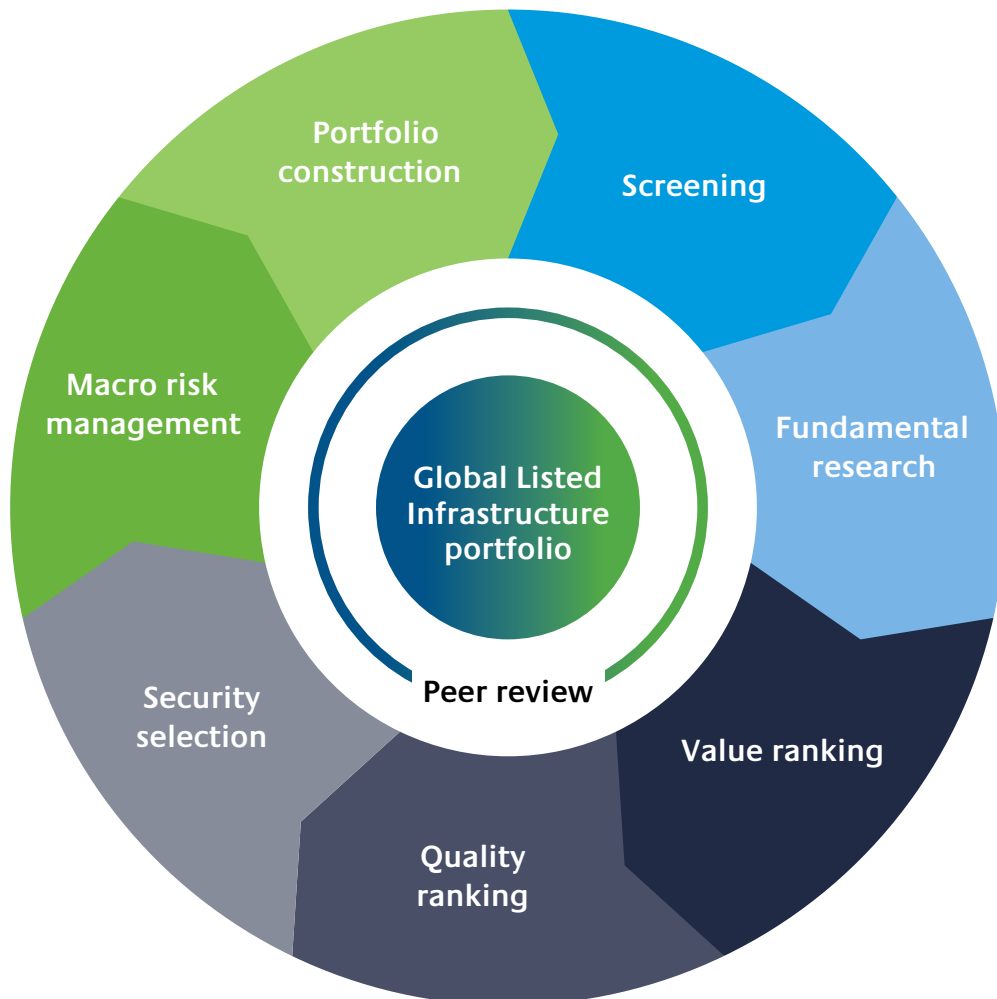 Portfolio
construction
Screening
Fundamental
research
Value ranking
Quality
ranking
Security
selection
Macro risk
management
Global Listed
Infrastructure
portfolio
Peer review